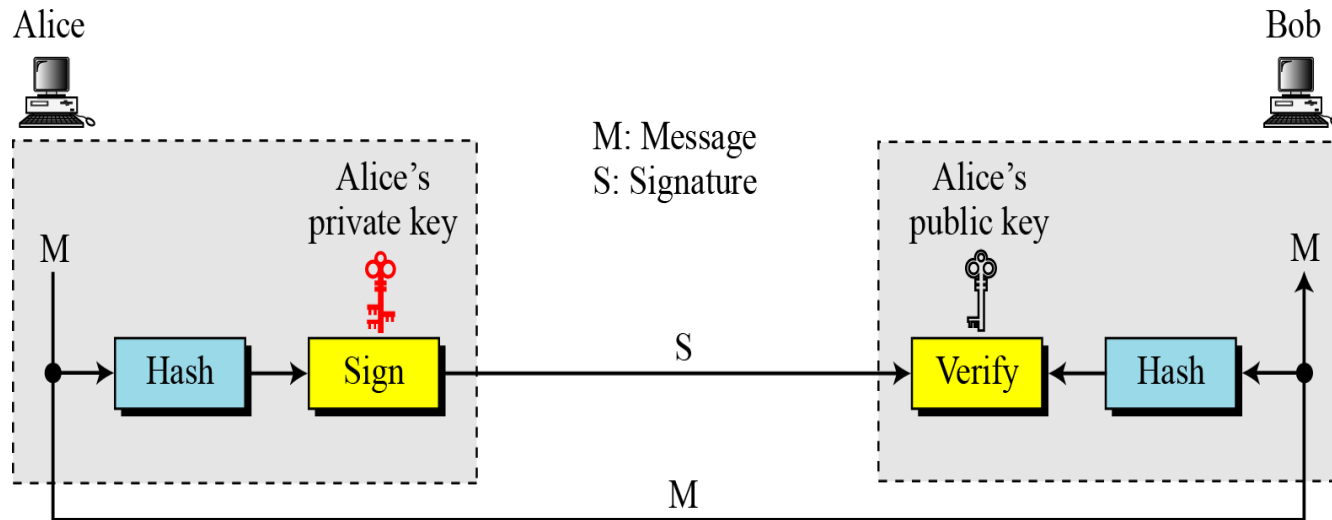 Alice
Bob
M: Message
S: Signature
Alice’s
private key
Alice’s
public key
M
M
Hash
Sign
S
Verify
Hash
M